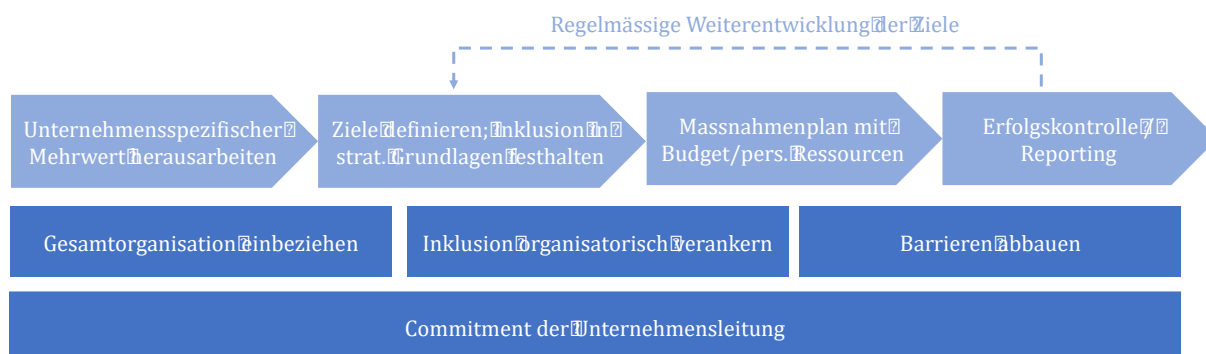 Regelmässige Weiterentwicklung der Ziele
Unternehmensspezifischer
Mehrwert herausarbeiten
Ziele definieren; Inklusion in
strat. Grundlagen festhalten
Massnahmenplan mit
Budget/pers. Ressourcen
Erfolgskontrolle /
Reporting
Gesamtorganisation einbeziehen
Inklusion organisatorisch verankern
Barrieren abbauen
Commitment der Unternehmensleitung